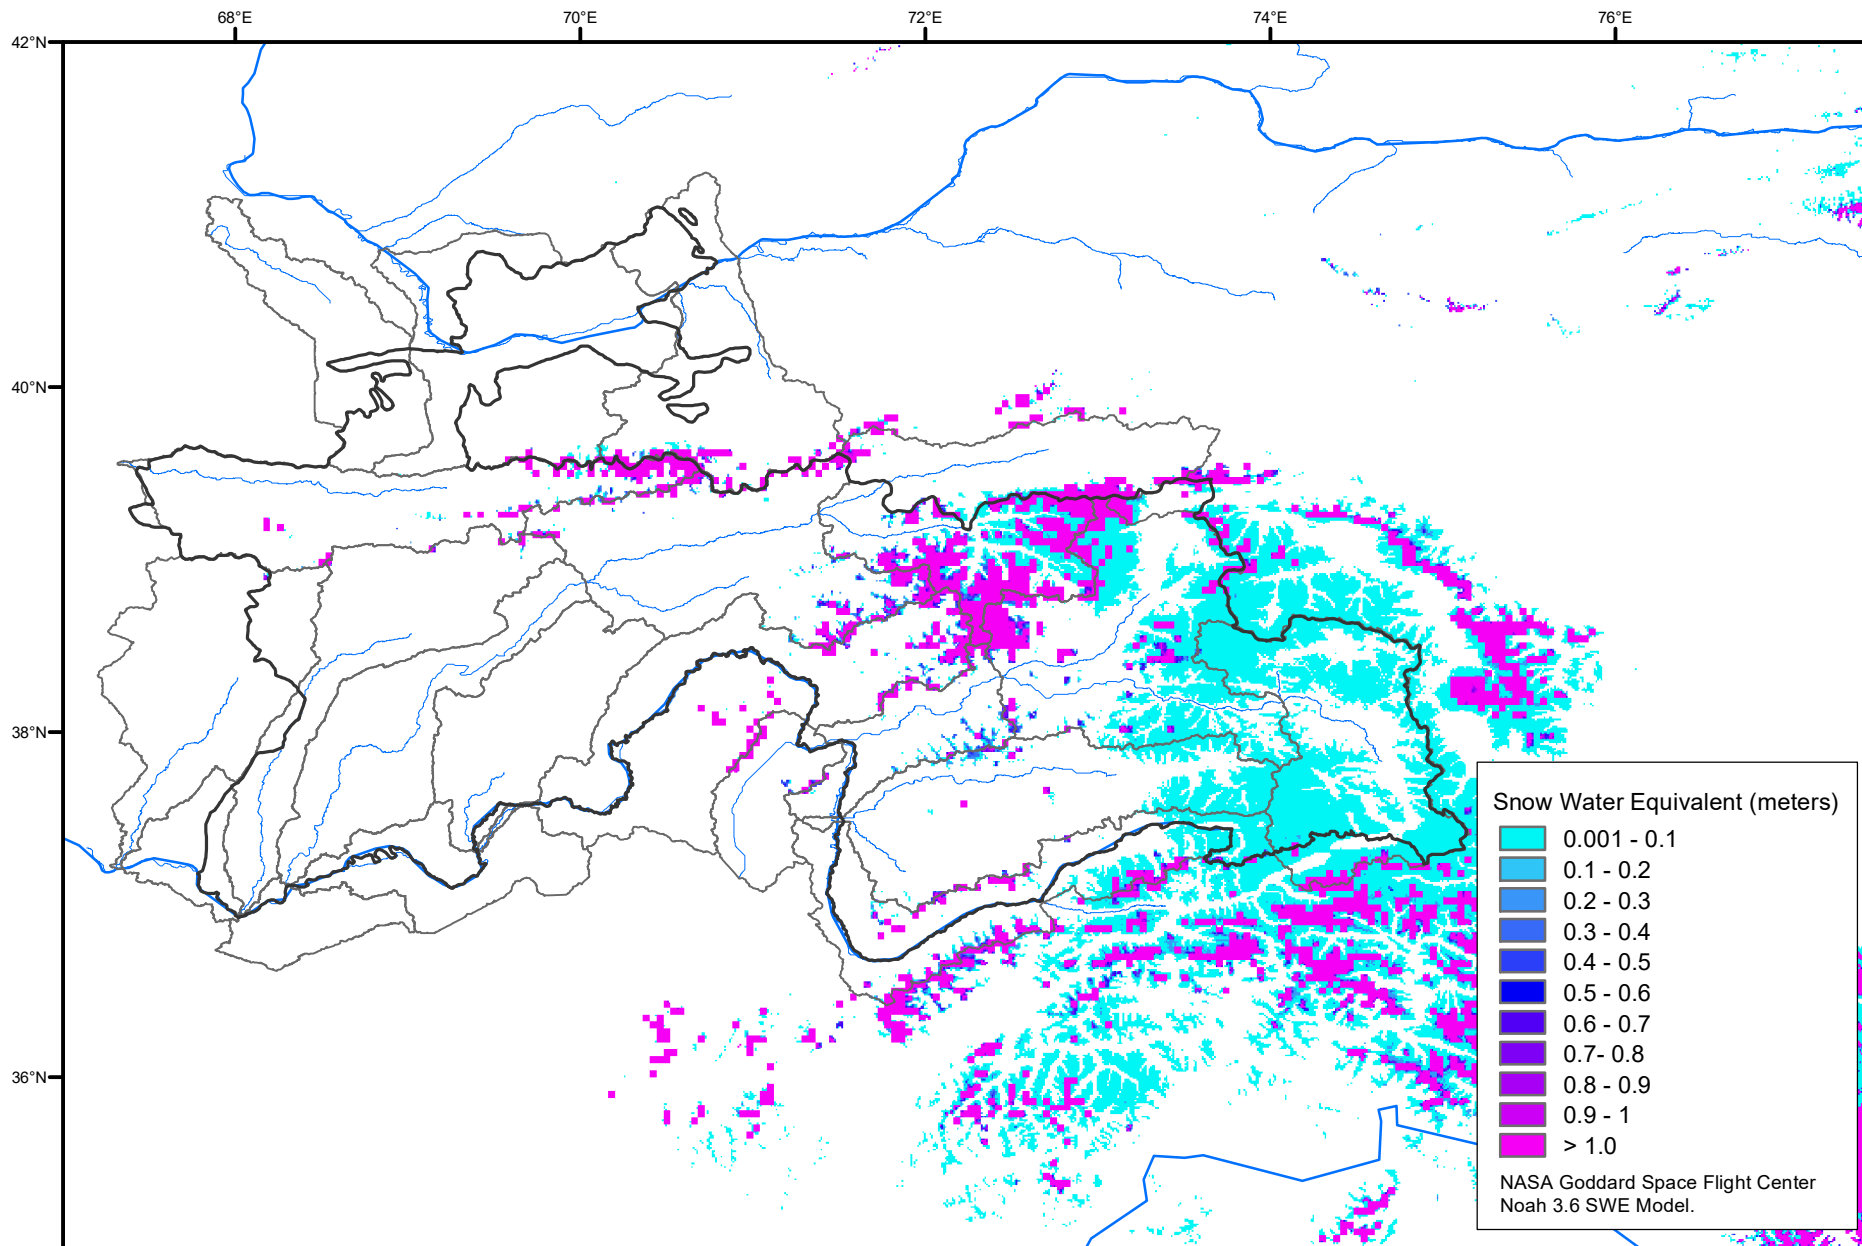 68°E 70°E 72°E 74°E 76°E
42°N
40°N
38°N
36°N
Snow Water Equivalent (meters)
0.001 - 0.1
0.1 - 0.2
0.2 - 0.3
0.3 - 0.4
0.4 - 0.5
0.5 - 0.6
0.6 - 0.7
0.7- 0.8
0.8 - 0.9
0.9 - 1
> 1.0
NASA Goddard Space Flight Center
Noah 3.6 SWE Model.